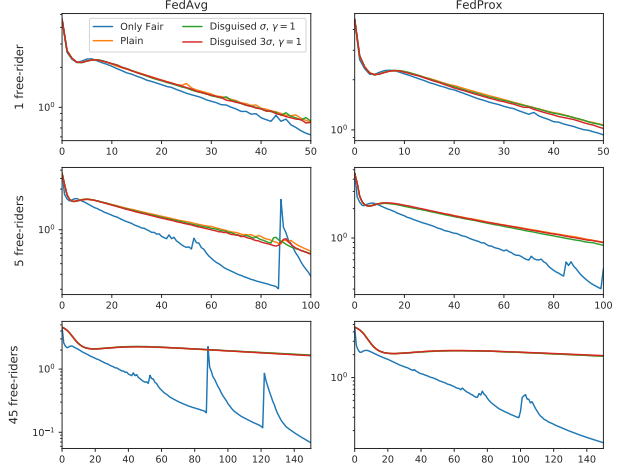 FedAvg
FedProx
Only Fair
Plain
Disguised σ, γ = 1
Disguised 3σ, γ = 1
1 free-rider
10⁰
0 10 20 30 40 50
10⁰
0 10 20 30 40 50
5 free-riders
10⁰
0 20 40 60 80 100
10⁰
0 20 40 60 80 100
45 free-riders
10⁰
10⁻¹
0 20 40 60 80 100 120 140
10⁰
0 20 40 60 80 100 120 140